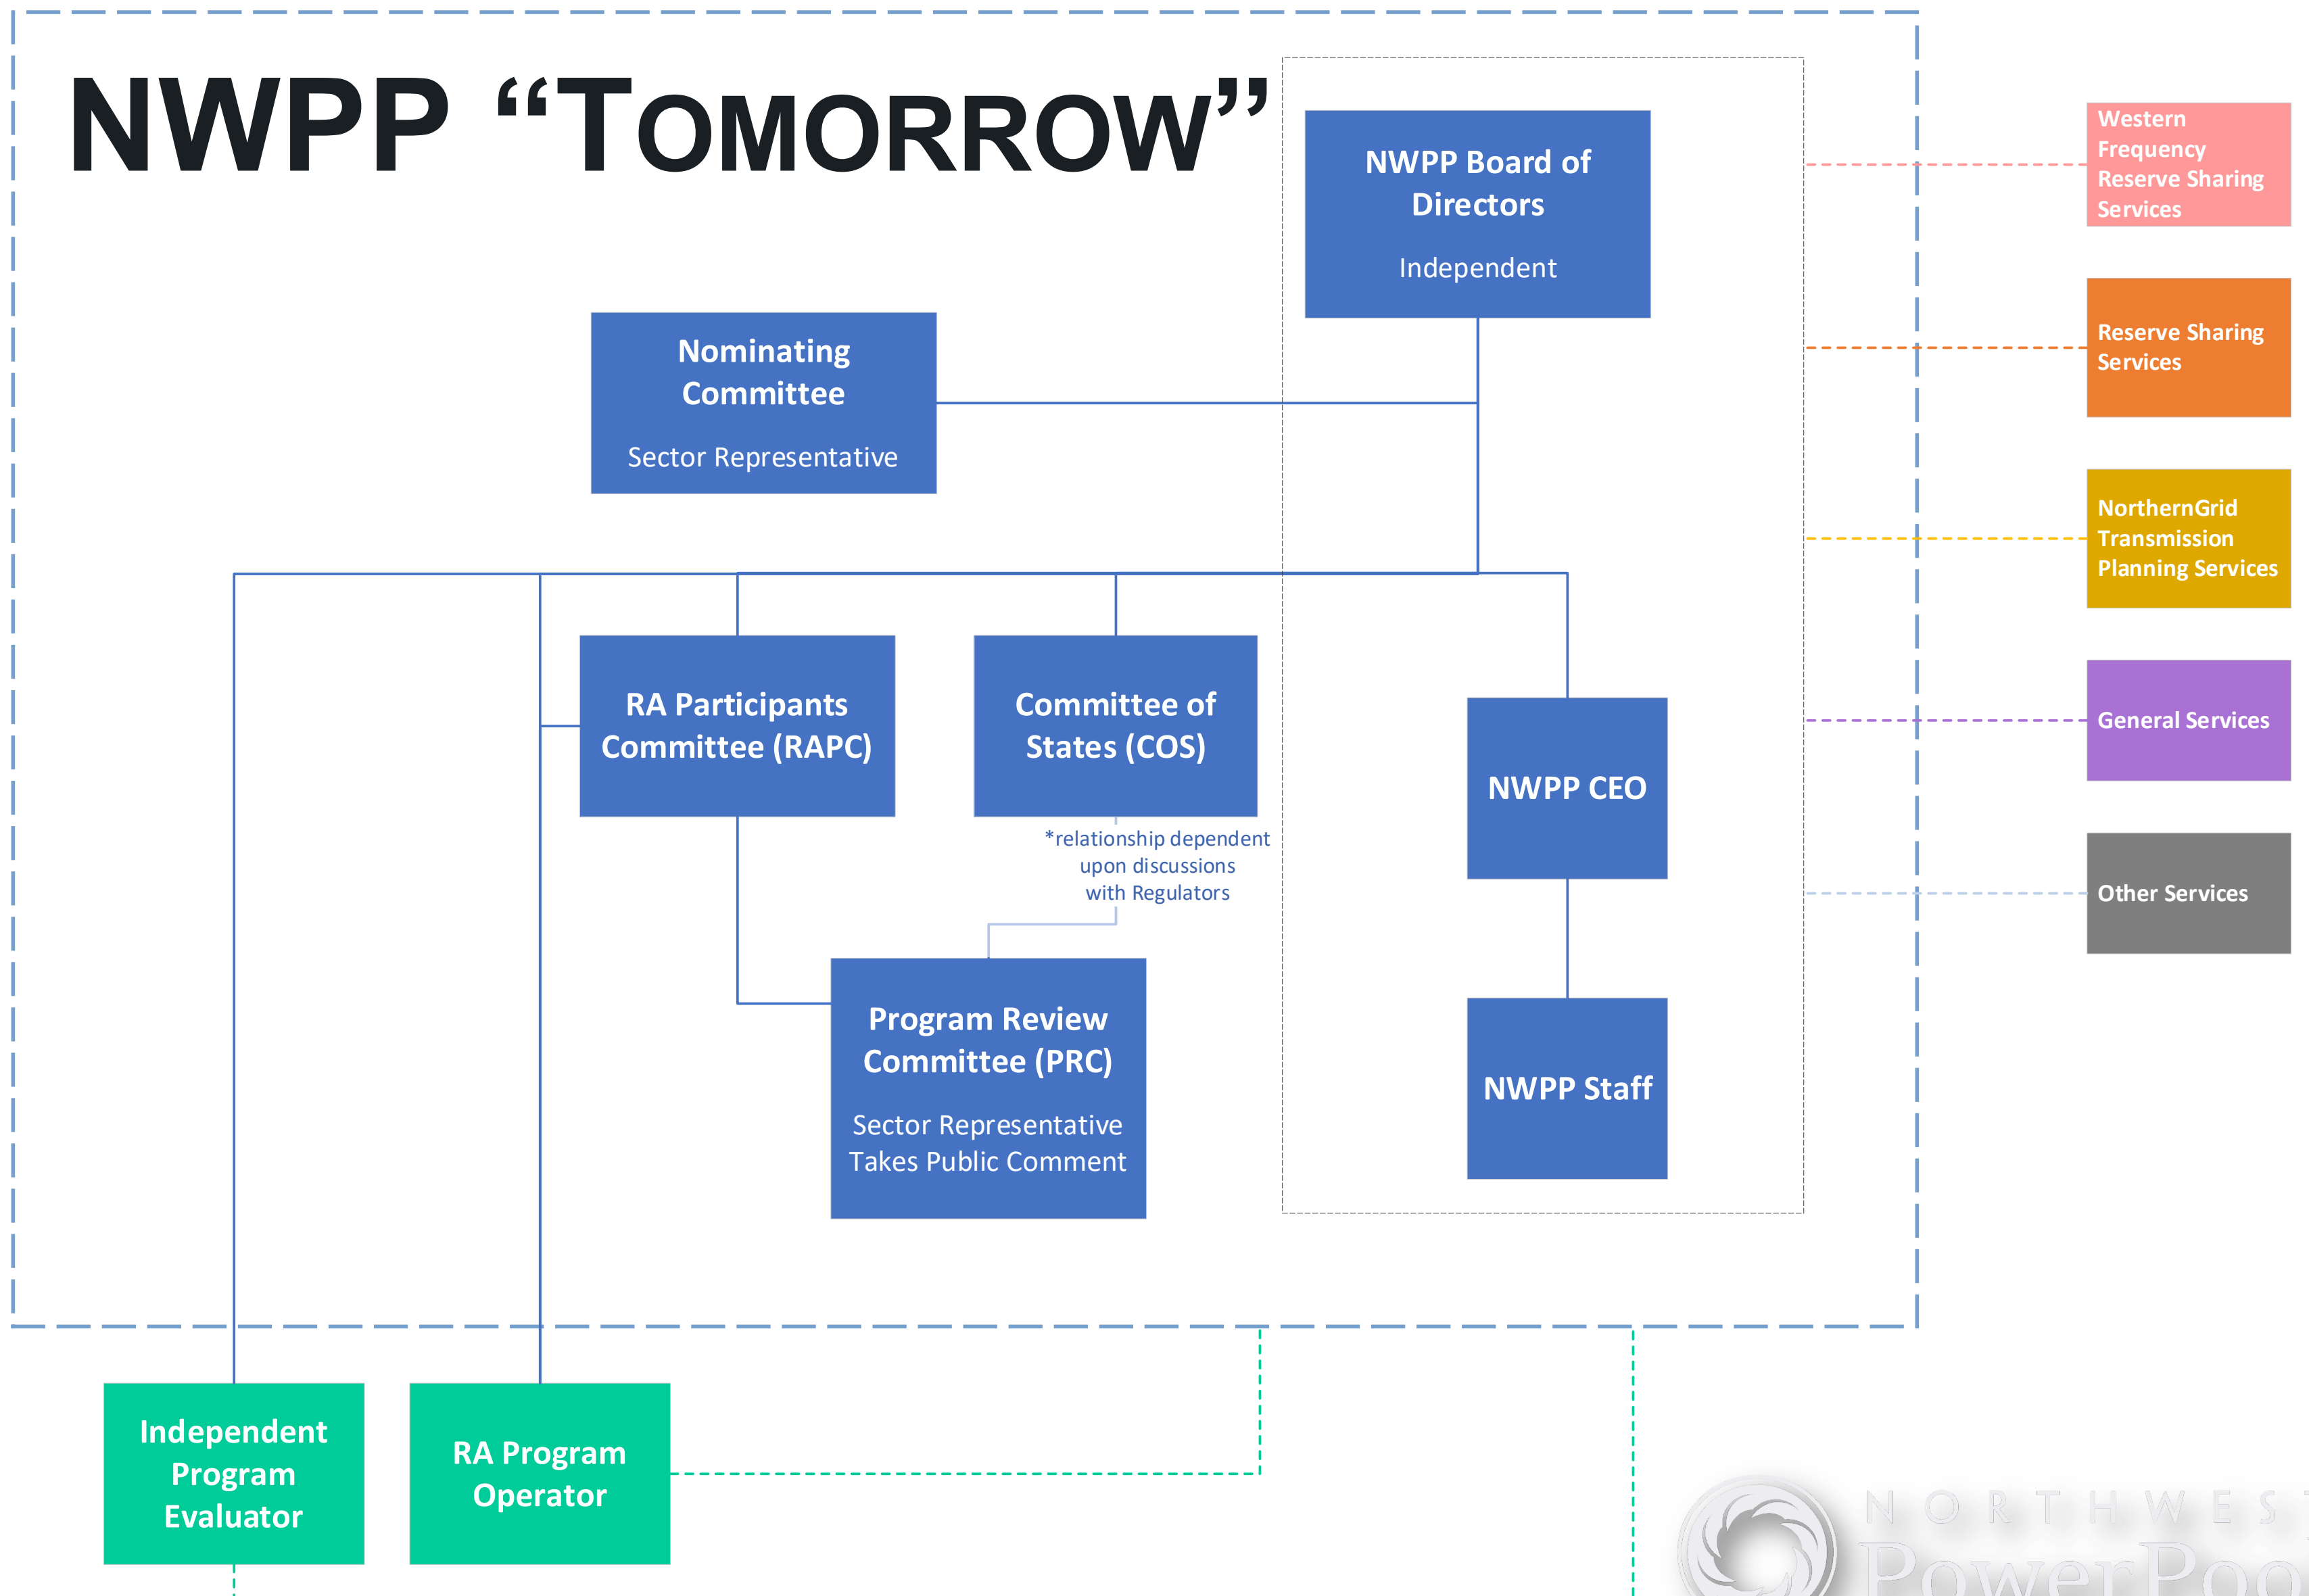 NWPP “TOMORROW”
NWPP Board of
Directors
Independent
Nominating
Committee
Sector Representative
RA Participants
Committee (RAPC)
Committee of
States (COS)
*relationship dependent
upon discussions
with Regulators
Program Review
Committee (PRC)
Sector Representative
Takes Public Comment
NWPP CEO
NWPP Staff
Western
Frequency
Reserve Sharing
Services
Reserve Sharing
Services
NorthernGrid
Transmission
Planning Services
General Services
Other Services
Independent
Program
Evaluator
RA Program
Operator
NORTHWEST
PowerPool